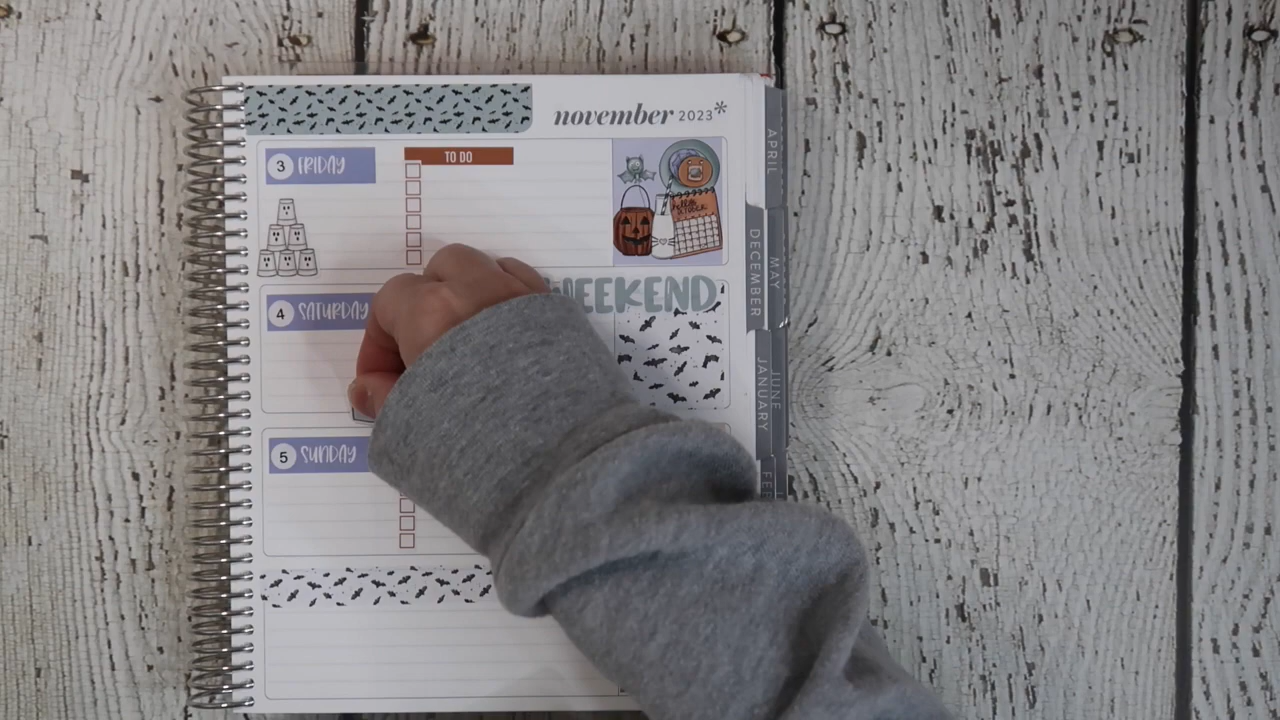 november 2023*
3 FRIDAY
TO DO
4 SATURDAY
WEEKEND
5 SUNDAY
APRIL
MAY
DECEMBER
JUNE
JANUARY